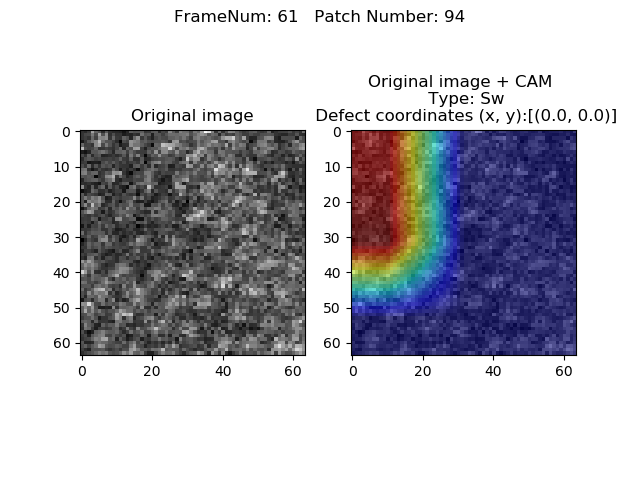 FrameNum: 61   Patch Number: 94
Original image
0
10
20
30
40
50
60
0 20 40 60
Original image + CAM
Type: Sw
Defect coordinates (x, y):[(0.0, 0.0)]
0
10
20
30
40
50
60
0 20 40 60